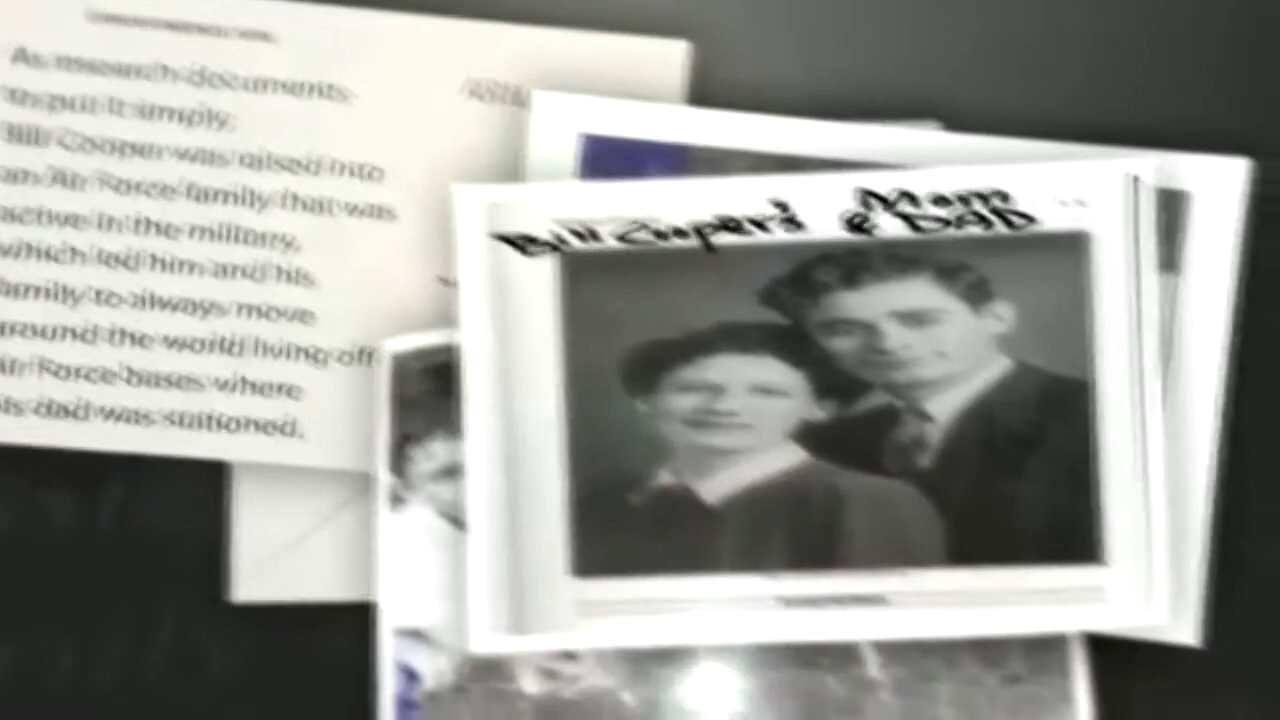 As research documents.
To put it simply.
Bill Cooper was raised into
an Air Force family that was
active in the military,
which led him and his
family to always move
around the world living off
Air Force bases where
his dad was stationed.
Bill Coopers' Mom
& DAD